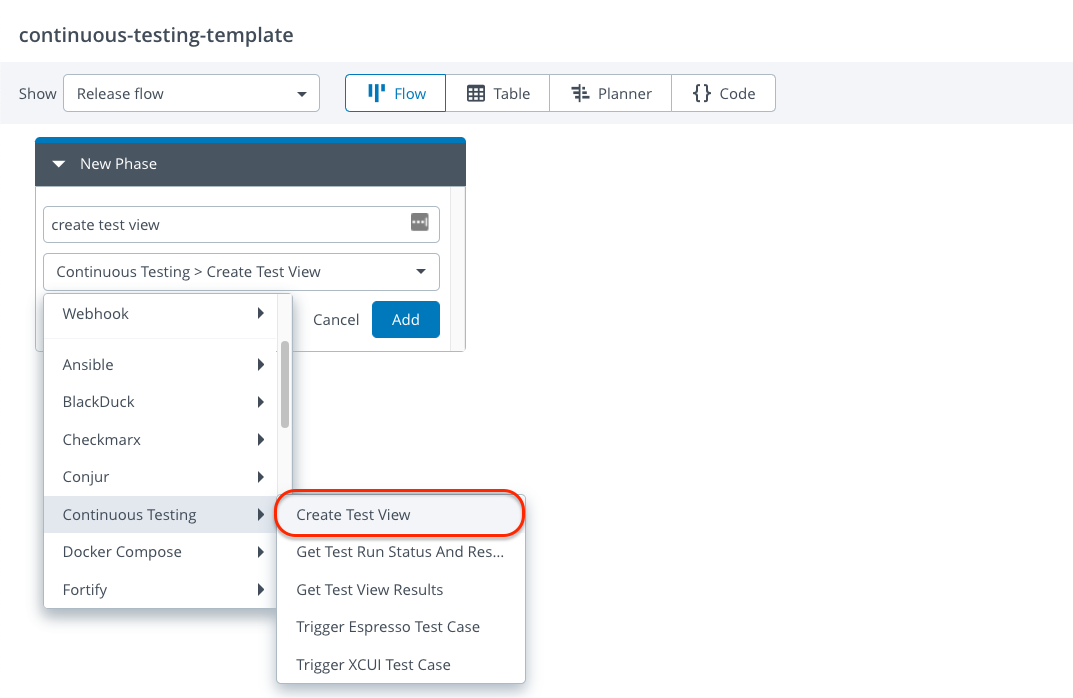 continuous-testing-template
Show
Release flow
Flow
Table
Planner
{} Code
New Phase
create test view
Continuous Testing > Create Test View
Cancel
Add
Webhook
Ansible
BlackDuck
Checkmarx
Conjur
Continuous Testing
Docker Compose
Fortify
Create Test View
Get Test Run Status And Res...
Get Test View Results
Trigger Espresso Test Case
Trigger XCUI Test Case